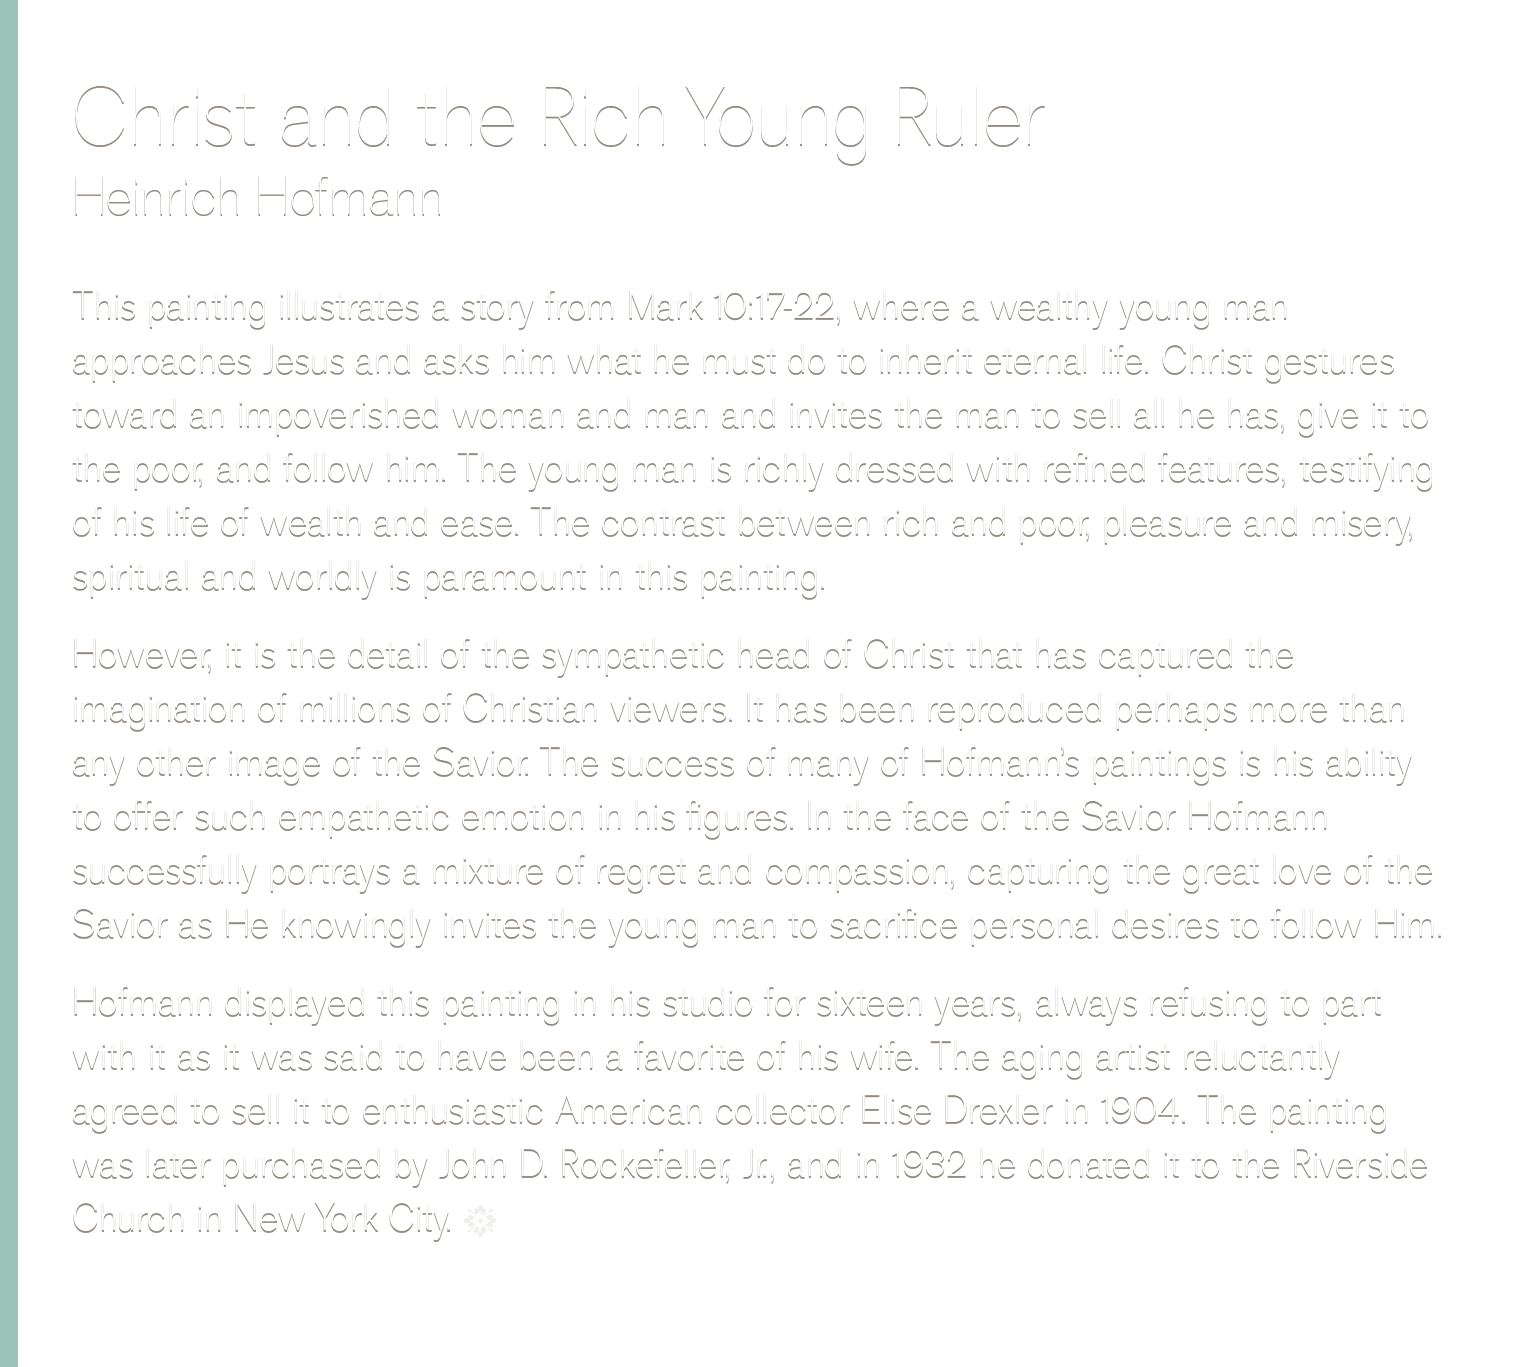 Christ and the Rich Young Ruler
Heinrich Hofmann
This painting illustrates a story from Mark 10:17-22, where a wealthy young man
approaches Jesus and asks him what he must do to inherit eternal life. Christ gestures
toward an impoverished woman and man and invites the man to sell all he has, give it to
the poor, and follow him. The young man is richly dressed with refined features, testifying
of his life of wealth and ease. The contrast between rich and poor, pleasure and misery,
spiritual and worldly is paramount in this painting.
However, it is the detail of the sympathetic head of Christ that has captured the
imagination of millions of Christian viewers. It has been reproduced perhaps more than
any other image of the Savior. The success of many of Hofmann’s paintings is his ability
to offer such empathetic emotion in his figures. In the face of the Savior Hofmann
successfully portrays a mixture of regret and compassion, capturing the great love of the
Savior as He knowingly invites the young man to sacrifice personal desires to follow Him.
Hofmann displayed this painting in his studio for sixteen years, always refusing to part
with it as it was said to have been a favorite of his wife. The aging artist reluctantly
agreed to sell it to enthusiastic American collector Elise Drexler in 1904. The painting
was later purchased by John D. Rockefeller, Jr., and in 1932 he donated it to the Riverside
Church in New York City.